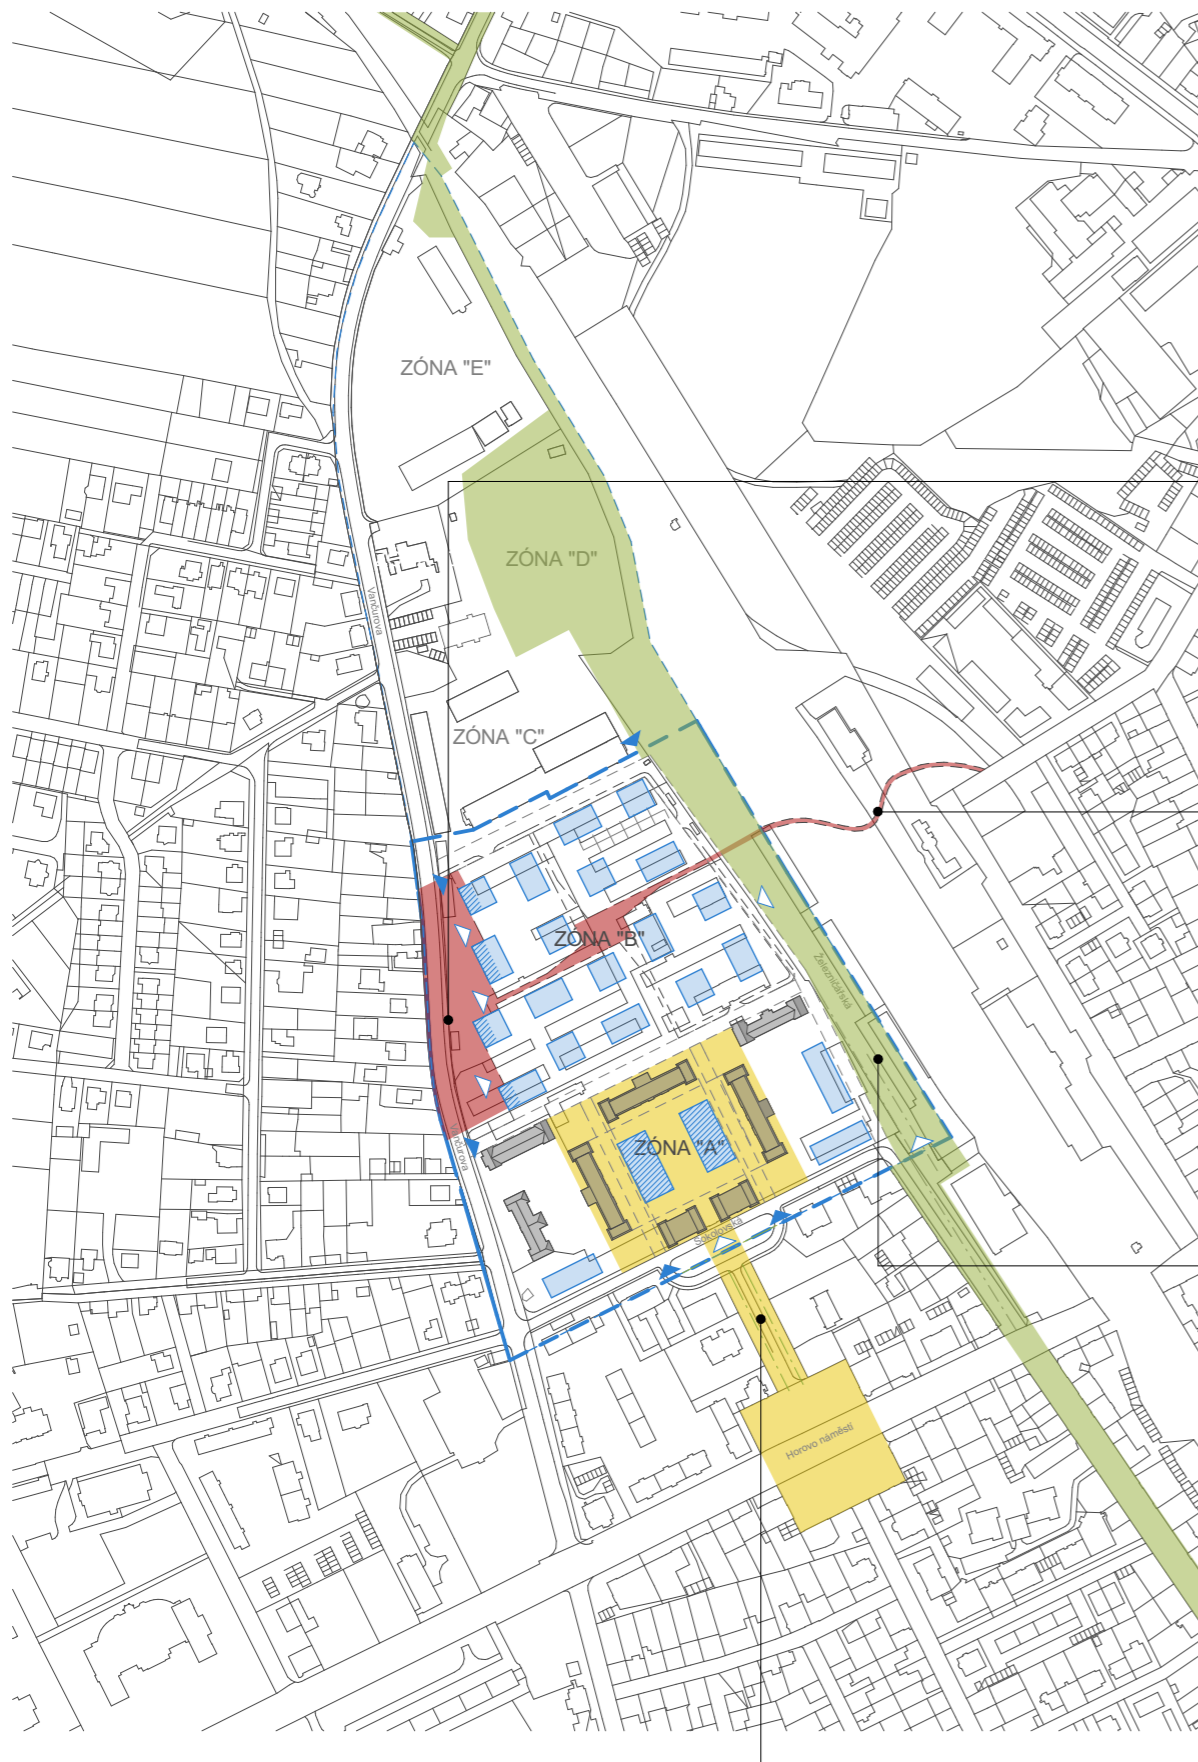 ZÓNA "E"
ZÓNA "D"
Vančurova
ZÓNA "C"
ZÓNA "B"
Železničářská
Vančurova
ZÓNA "A"
Sokolovská
Horovo náměstí